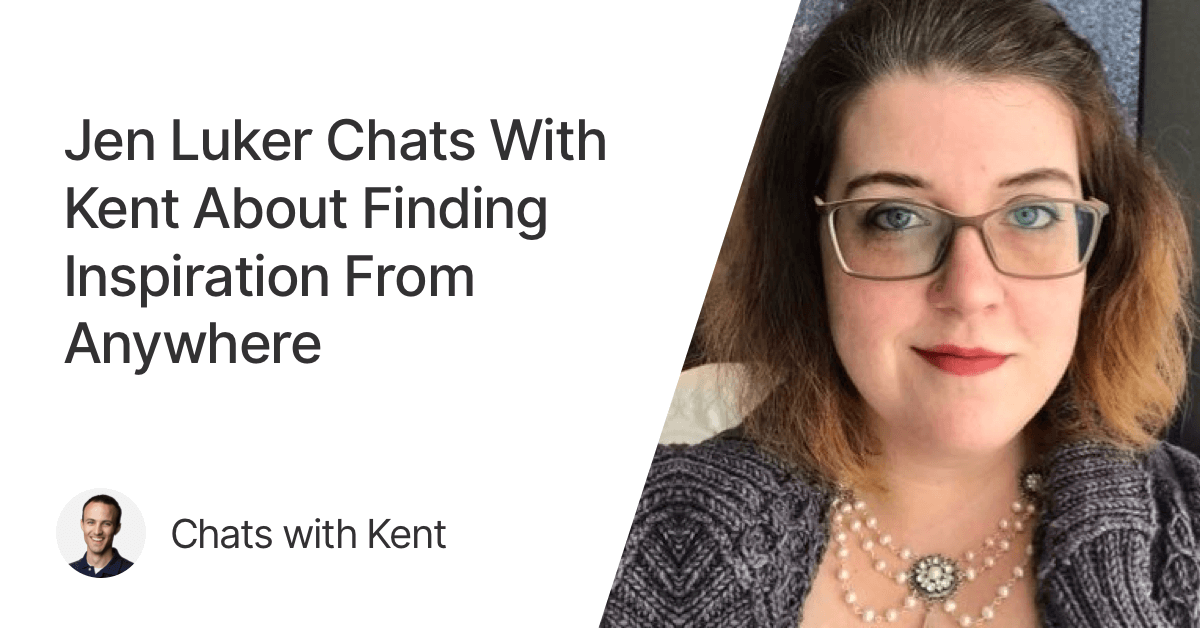 Jen Luker Chats With
Kent About Finding
Inspiration From
Anywhere
Chats with Kent